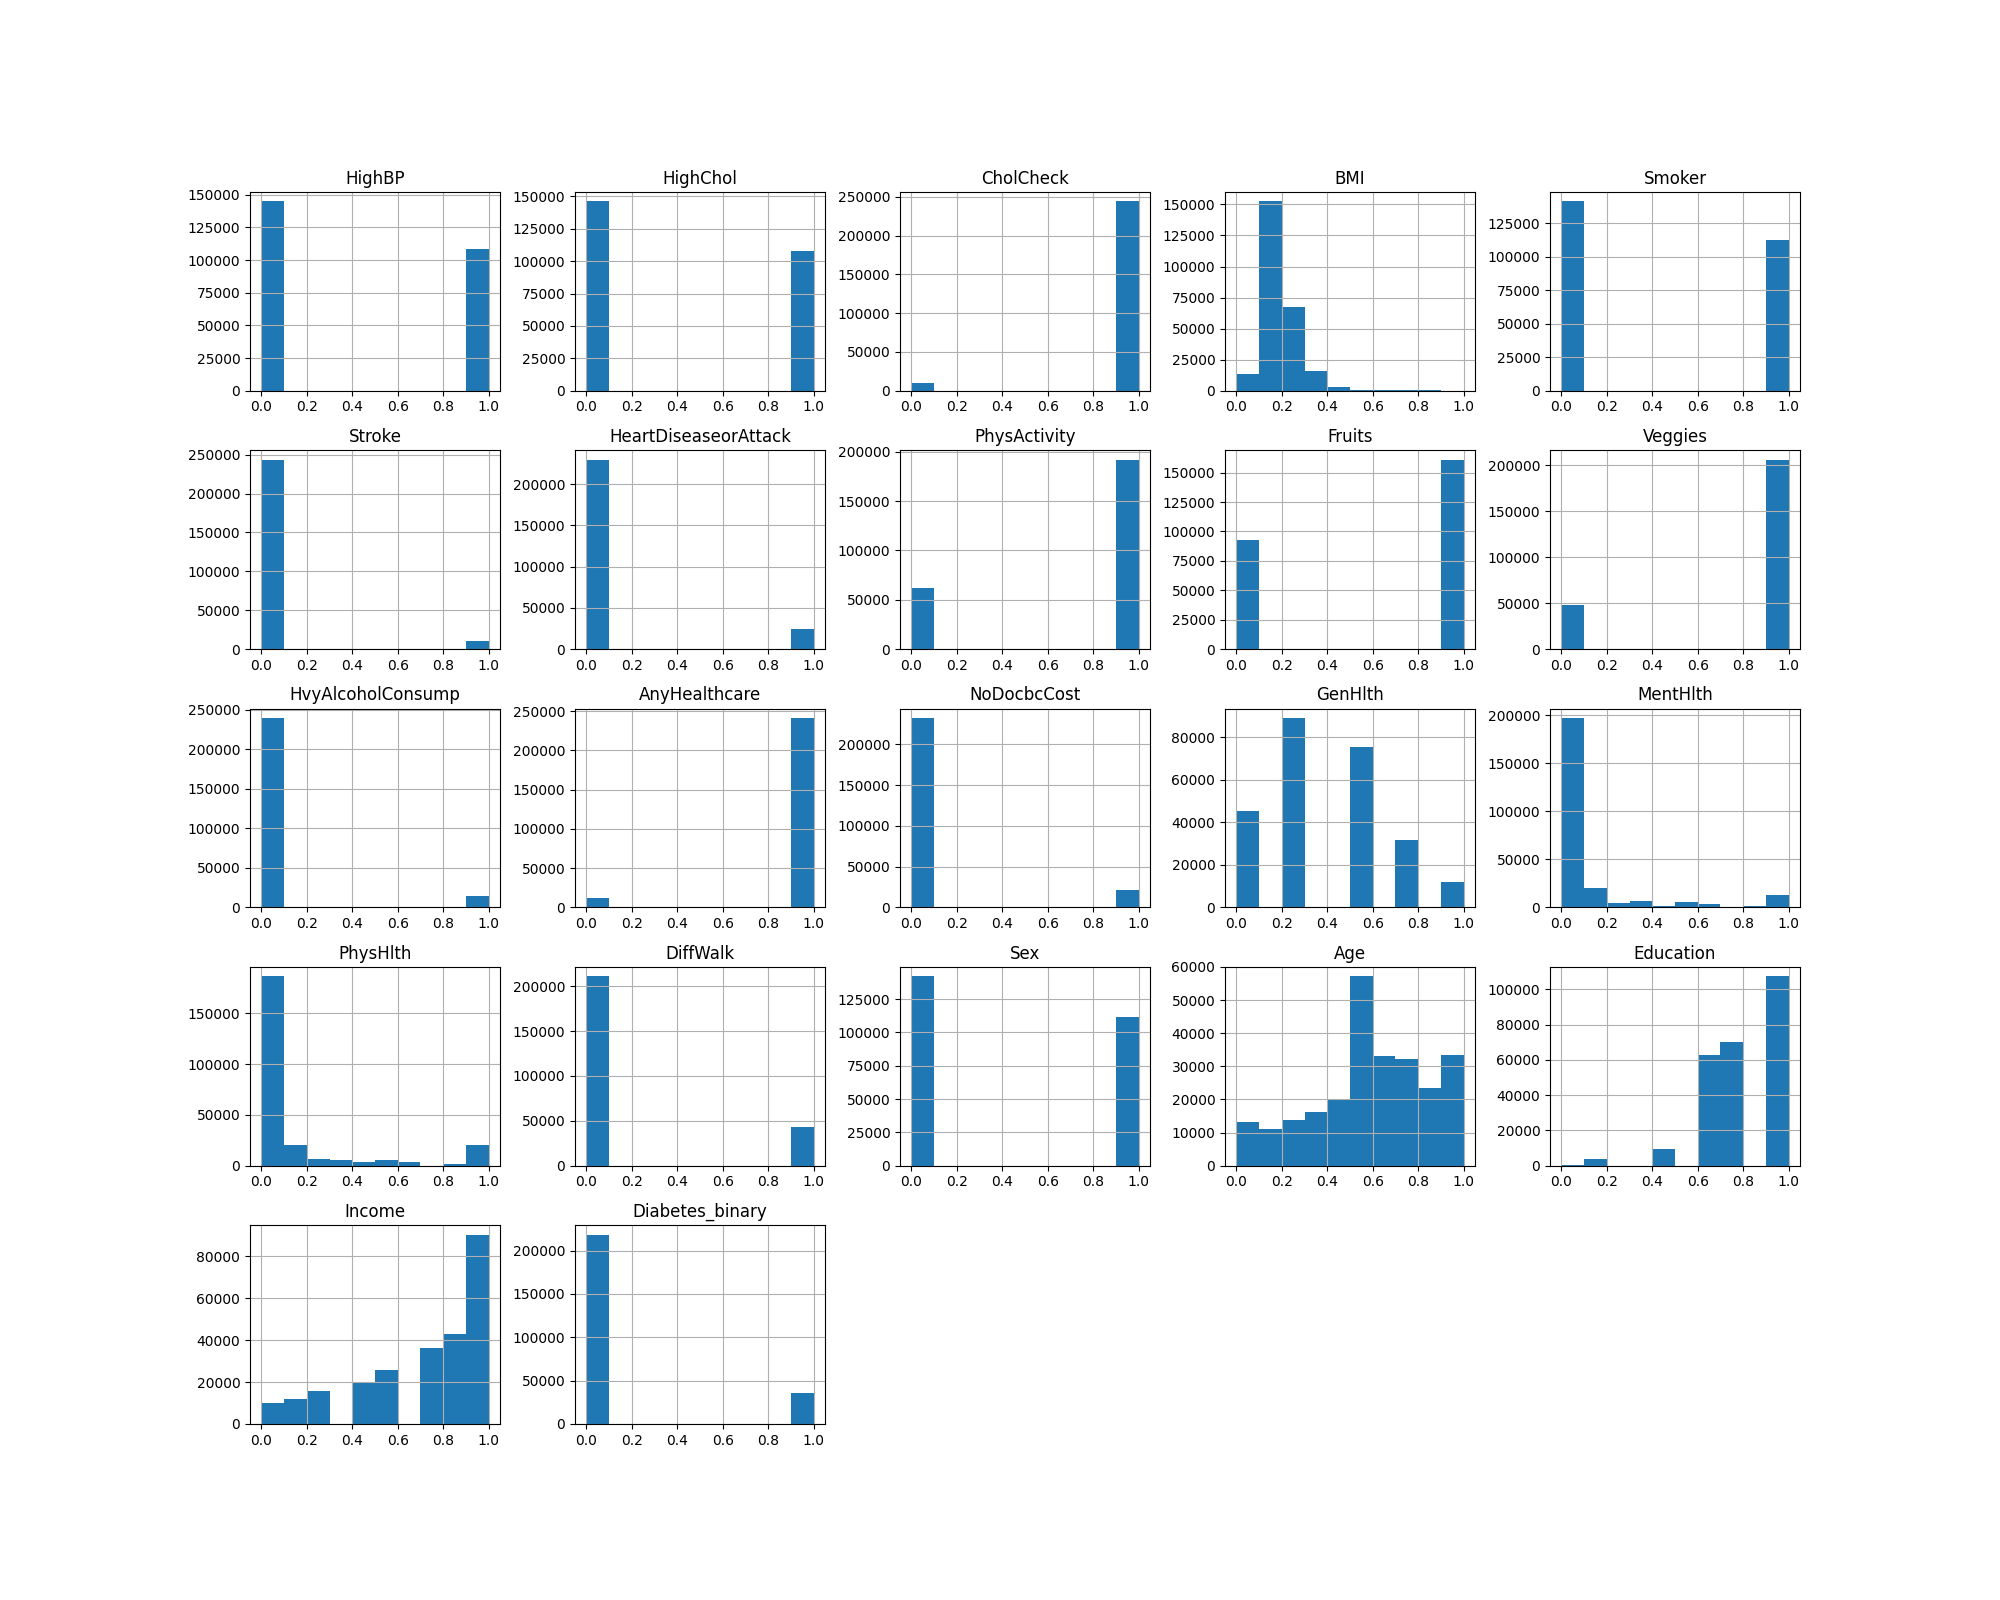 HighBP HighChol CholCheck BMI Smoker
150000 125000 100000 75000 50000 25000 0
0.0 0.2 0.4 0.6 0.8 1.0
150000 125000 100000 75000 50000 25000 0
0.0 0.2 0.4 0.6 0.8 1.0
250000 200000 150000 100000 50000 0
0.0 0.2 0.4 0.6 0.8 1.0
150000 125000 100000 75000 50000 25000 0
0.0 0.2 0.4 0.6 0.8 1.0
125000 100000 75000 50000 25000 0
0.0 0.2 0.4 0.6 0.8 1.0
Stroke HeartDiseaseorAttack PhysActivity Fruits Veggies
250000 200000 150000 100000 50000 0
0.0 0.2 0.4 0.6 0.8 1.0
200000 150000 100000 50000 0
0.0 0.2 0.4 0.6 0.8 1.0
200000 150000 100000 50000 0
0.0 0.2 0.4 0.6 0.8 1.0
150000 125000 100000 75000 50000 25000 0
0.0 0.2 0.4 0.6 0.8 1.0
200000 150000 100000 50000 0
0.0 0.2 0.4 0.6 0.8 1.0
HvyAlcoholConsump AnyHealthcare NoDocbcCost GenHlth MentHlth
250000 200000 150000 100000 50000 0
0.0 0.2 0.4 0.6 0.8 1.0
250000 200000 150000 100000 50000 0
0.0 0.2 0.4 0.6 0.8 1.0
200000 150000 100000 50000 0
0.0 0.2 0.4 0.6 0.8 1.0
80000 60000 40000 20000 0
0.0 0.2 0.4 0.6 0.8 1.0
200000 150000 100000 50000 0
0.0 0.2 0.4 0.6 0.8 1.0
PhysHlth DiffWalk Sex Age Education
150000 100000 50000 0
0.0 0.2 0.4 0.6 0.8 1.0
200000 150000 100000 50000 0
0.0 0.2 0.4 0.6 0.8 1.0
125000 100000 75000 50000 25000 0
0.0 0.2 0.4 0.6 0.8 1.0
60000 50000 40000 30000 20000 10000 0
0.0 0.2 0.4 0.6 0.8 1.0
100000 80000 60000 40000 20000 0
0.0 0.2 0.4 0.6 0.8 1.0
Income Diabetes_binary
80000 60000 40000 20000 0
0.0 0.2 0.4 0.6 0.8 1.0
200000 150000 100000 50000 0
0.0 0.2 0.4 0.6 0.8 1.0